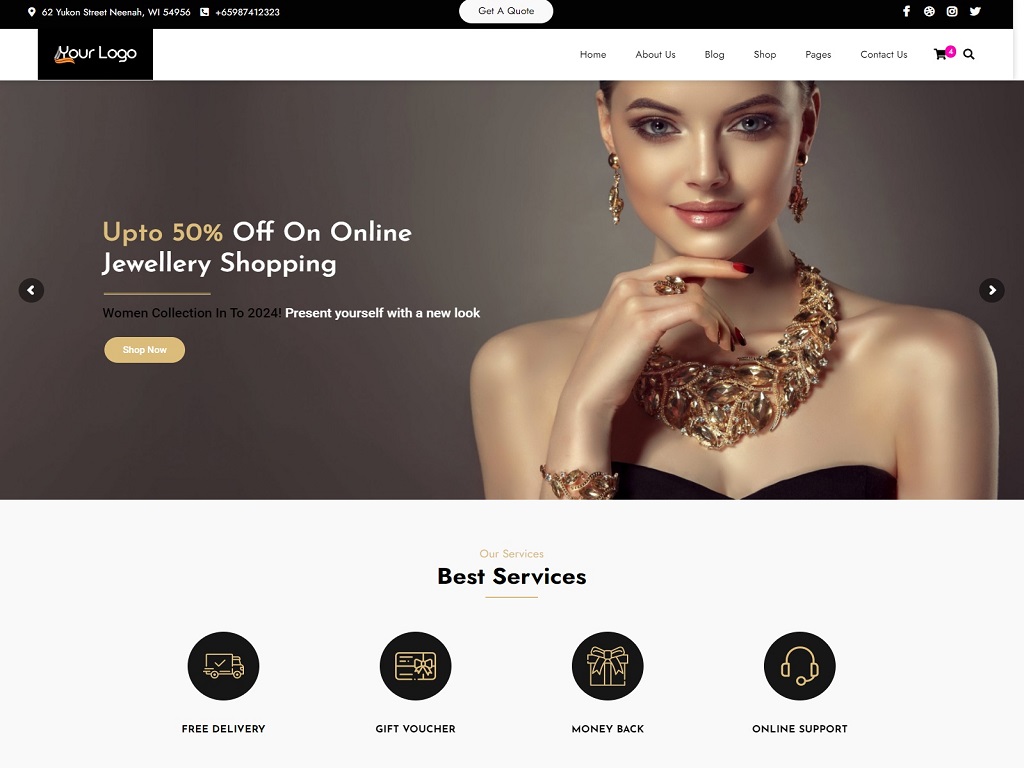 62 Yukon Street Neenah, WI 54956 +65987412323
Get A Quote
Your Logo
Home About Us Blog Shop Pages Contact Us 4
Upto 50% Off On Online
Jewellery Shopping
Women Collection In To 2024! Present yourself with a new look
Shop Now
Our Services
Best Services
FREE DELIVERY GIFT VOUCHER MONEY BACK ONLINE SUPPORT